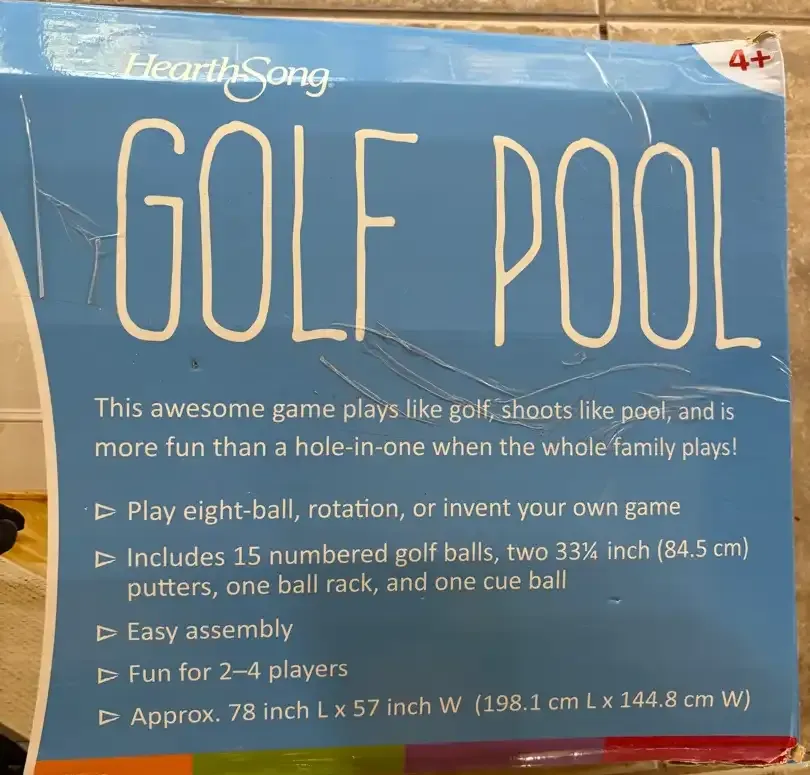 HearthSong
4+
GOLF POOL
This awesome game plays like golf, shoots like pool, and is
more fun than a hole-in-one when the whole family plays!
▷ Play eight-ball, rotation, or invent your own game
▷ Includes 15 numbered golf balls, two 33¼ inch (84.5 cm)
putters, one ball rack, and one cue ball
▷ Easy assembly
▷ Fun for 2–4 players
▷ Approx. 78 inch L x 57 inch W (198.1 cm L x 144.8 cm W)